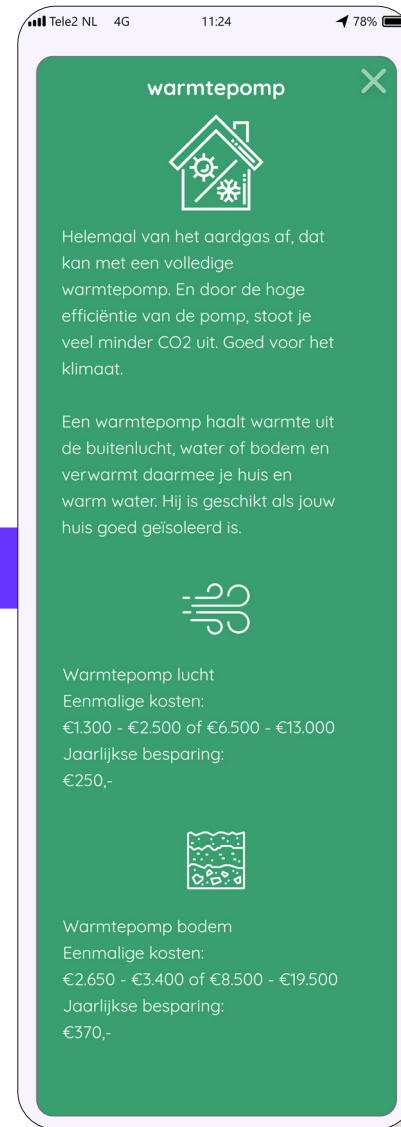 Tele2 NL 4G 11:24 78%
warmtepomp
Helemaal van het aardgas af, dat
kan met een volledige
warmtepomp. En door de hoge
efficiëntie van de pomp, stoot je
veel minder CO2 uit. Goed voor het
klimaat.
Een warmtepomp haalt warmte uit
de buitenlucht, water of bodem en
verwarmt daarmee je huis en
warm water. Hij is geschikt als jouw
huis goed geïsoleerd is.
Warmtepomp lucht
Eenmalige kosten:
€1.300 - €2.500 of €6.500 - €13.000
Jaarlijkse besparing:
€250,-
Warmtepomp bodem
Eenmalige kosten:
€2.650 - €3.400 of €8.500 - €19.500
Jaarlijkse besparing:
€370,-